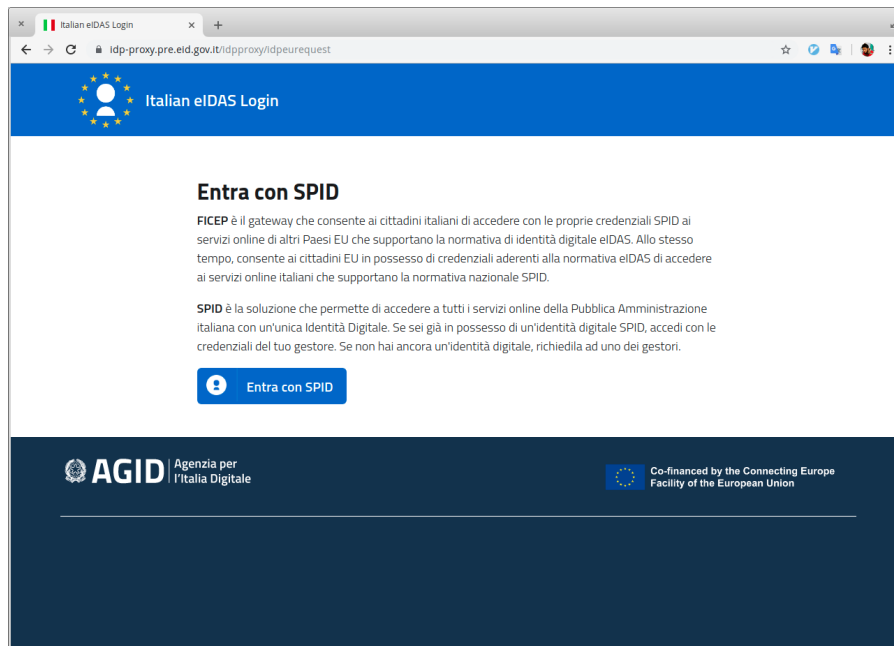 Italian eIDAS Login
idp-proxy.pre.eid.gov.it/idpproxy/idpeurequest
Italian eIDAS Login
Entra con SPID
FICEP è il gateway che consente ai cittadini italiani di accedere con le proprie credenziali SPID ai
servizi online di altri Paesi EU che supportano la normativa di identità digitale eIDAS. Allo stesso
tempo, consente ai cittadini EU in possesso di credenziali aderenti alla normativa eIDAS di accedere
ai servizi online italiani che supportano la normativa nazionale SPID.
SPID è la soluzione che permette di accedere a tutti i servizi online della Pubblica Amministrazione
italiana con un'unica Identità Digitale. Se sei già in possesso di un'identità digitale SPID, accedi con le
credenziali del tuo gestore. Se non hai ancora un'identità digitale, richiedila ad uno dei gestori.
Entra con SPID
AGID
Agenzia per
l'Italia Digitale
Co-financed by the Connecting Europe
Facility of the European Union